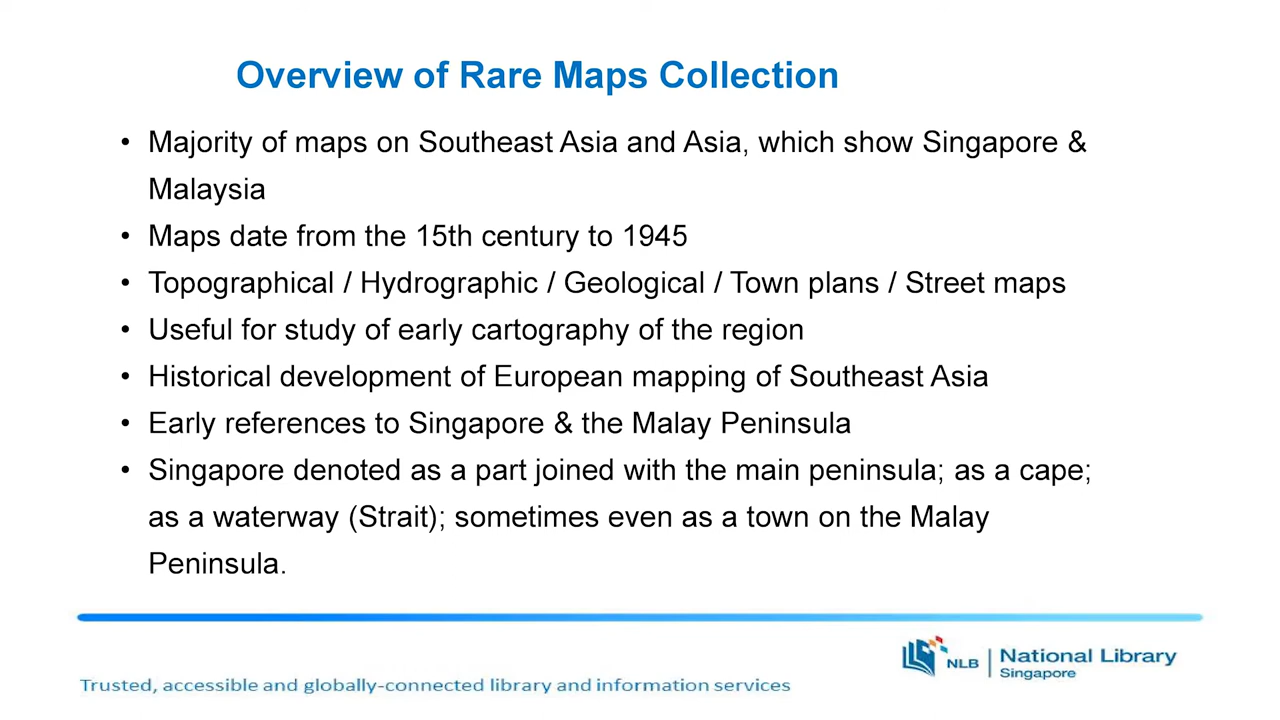 Overview of Rare Maps Collection
• Majority of maps on Southeast Asia and Asia, which show Singapore &
Malaysia
• Maps date from the 15th century to 1945
• Topographical / Hydrographic / Geological / Town plans / Street maps
• Useful for study of early cartography of the region
• Historical development of European mapping of Southeast Asia
• Early references to Singapore & the Malay Peninsula
• Singapore denoted as a part joined with the main peninsula; as a cape;
as a waterway (Strait); sometimes even as a town on the Malay
Peninsula.
NLB | National Library
Singapore
Trusted, accessible and globally-connected library and information services